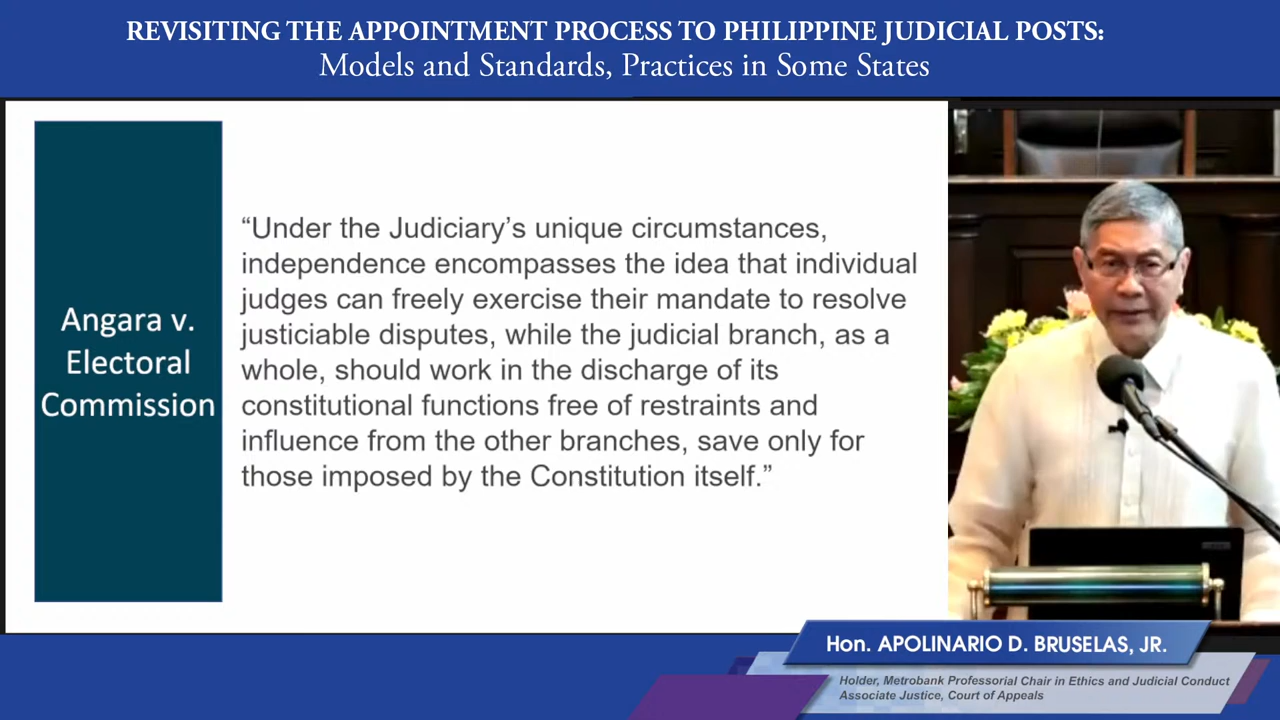 REVISITING THE APPOINTMENT PROCESS TO PHILIPPINE JUDICIAL POSTS:
Models and Standards, Practices in Some States
Angara v.
Electoral
Commission
“Under the Judiciary’s unique circumstances,
independence encompasses the idea that individual
judges can freely exercise their mandate to resolve
justiciable disputes, while the judicial branch, as a
whole, should work in the discharge of its
constitutional functions free of restraints and
influence from the other branches, save only for
those imposed by the Constitution itself.”
Hon. APOLINARIO D. BRUSELAS, JR.
Holder, Metrobank Professorial Chair in Ethics and Judicial Conduct
Associate Justice, Court of Appeals